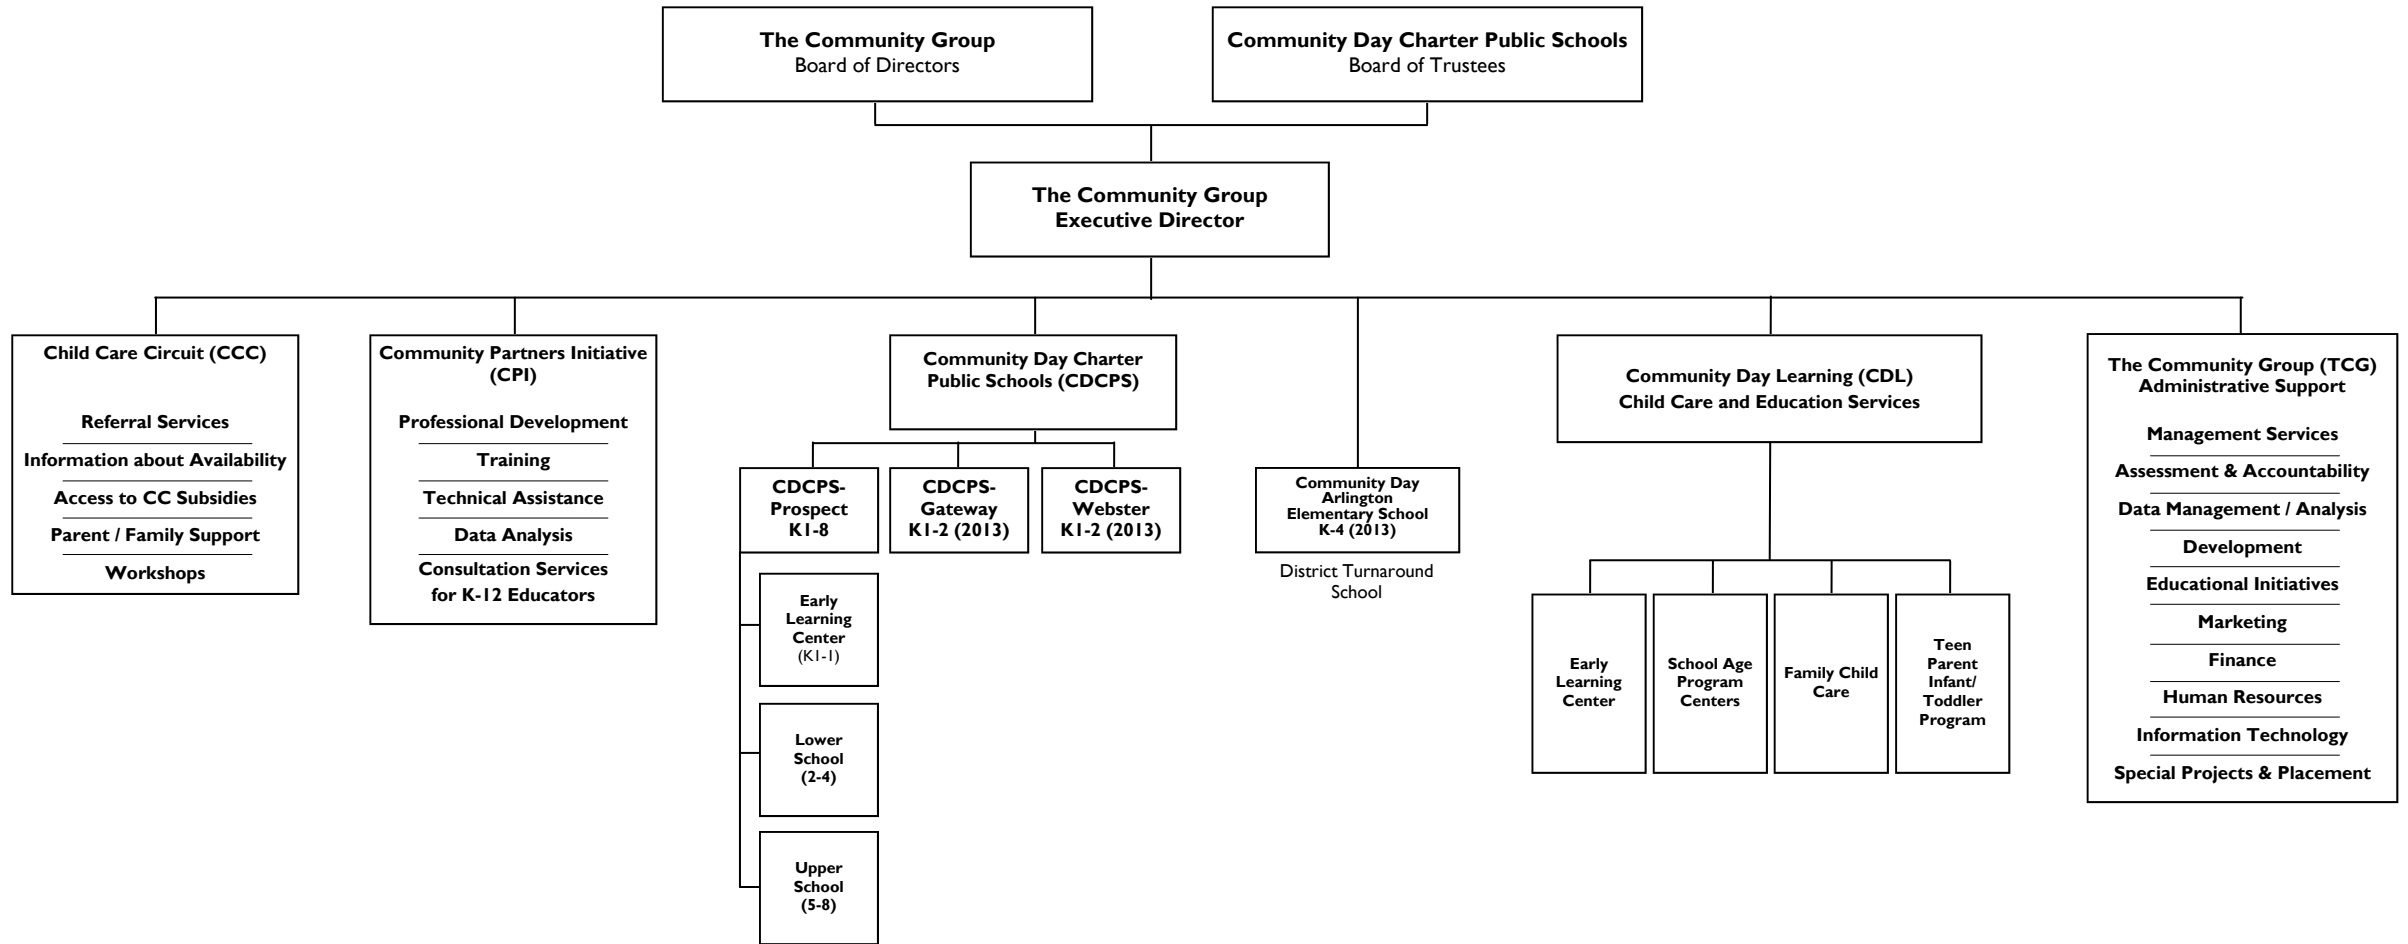 The Community Group
Board of Directors
Community Day Charter Public Schools
Board of Trustees
The Community Group
Executive Director
Child Care Circuit (CCC)
Referral Services
Information about Availability
Access to CC Subsidies
Parent / Family Support
Workshops
Community Partners Initiative
(CPI)
Professional Development
Training
Technical Assistance
Data Analysis
Consultation Services
for K-12 Educators
Community Day Charter
Public Schools (CDCPS)
CDCPS-
Prospect
K1-8
CDCPS-
Gateway
K1-2 (2013)
CDCPS-
Webster
K1-2 (2013)
Early
Learning
Center
(K1-1)
Lower
School
(2-4)
Upper
School
(5-8)
Community Day
Arlington
Elementary School
K-4 (2013)
District Turnaround
School
Community Day Learning (CDL)
Child Care and Education Services
Early
Learning
Center
School Age
Program
Centers
Family Child
Care
Teen
Parent
Infant/
Toddler
Program
The Community Group (TCG)
Administrative Support
Management Services
Assessment & Accountability
Data Management / Analysis
Development
Educational Initiatives
Marketing
Finance
Human Resources
Information Technology
Special Projects & Placement